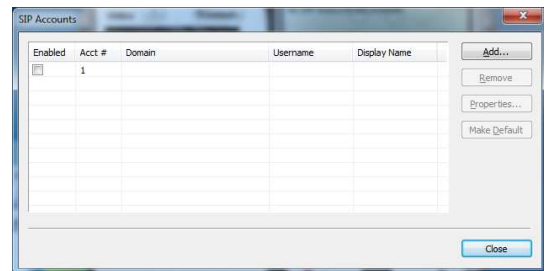 SIP Accounts
Enabled Acct # Domain Username Display Name
1
Add...
Remove
Properties...
Make Default
Close